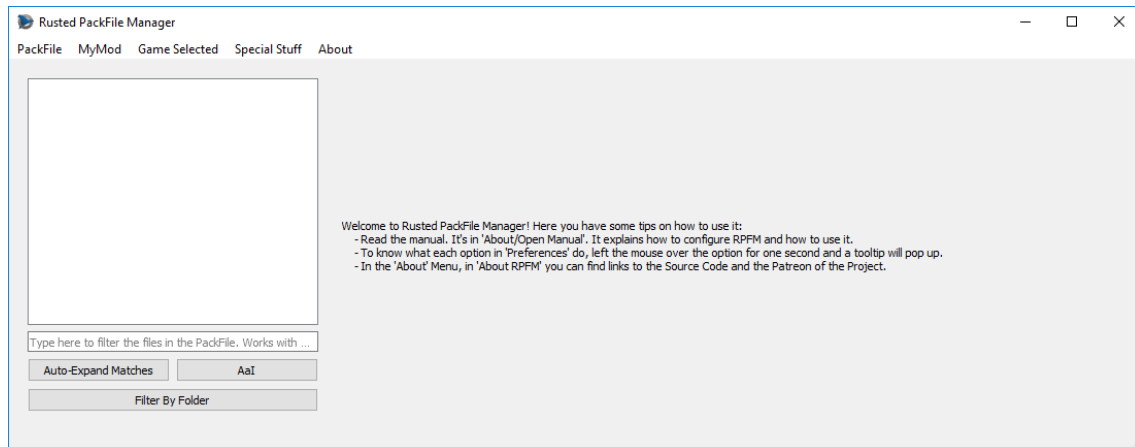 Rusted PackFile Manager
PackFile MyMod Game Selected Special Stuff About
Welcome to Rusted PackFile Manager! Here you have some tips on how to use it:
- Read the manual. It's in 'About/Open Manual'. It explains how to configure RPFM and how to use it.
- To know what each option in 'Preferences' do, left the mouse over the option for one second and a tooltip will pop up.
- In the 'About' Menu, in 'About RPFM' you can find links to the Source Code and the Patreon of the Project.
Type here to filter the files in the PackFile. Works with ...
Auto-Expand Matches AaI
Filter By Folder